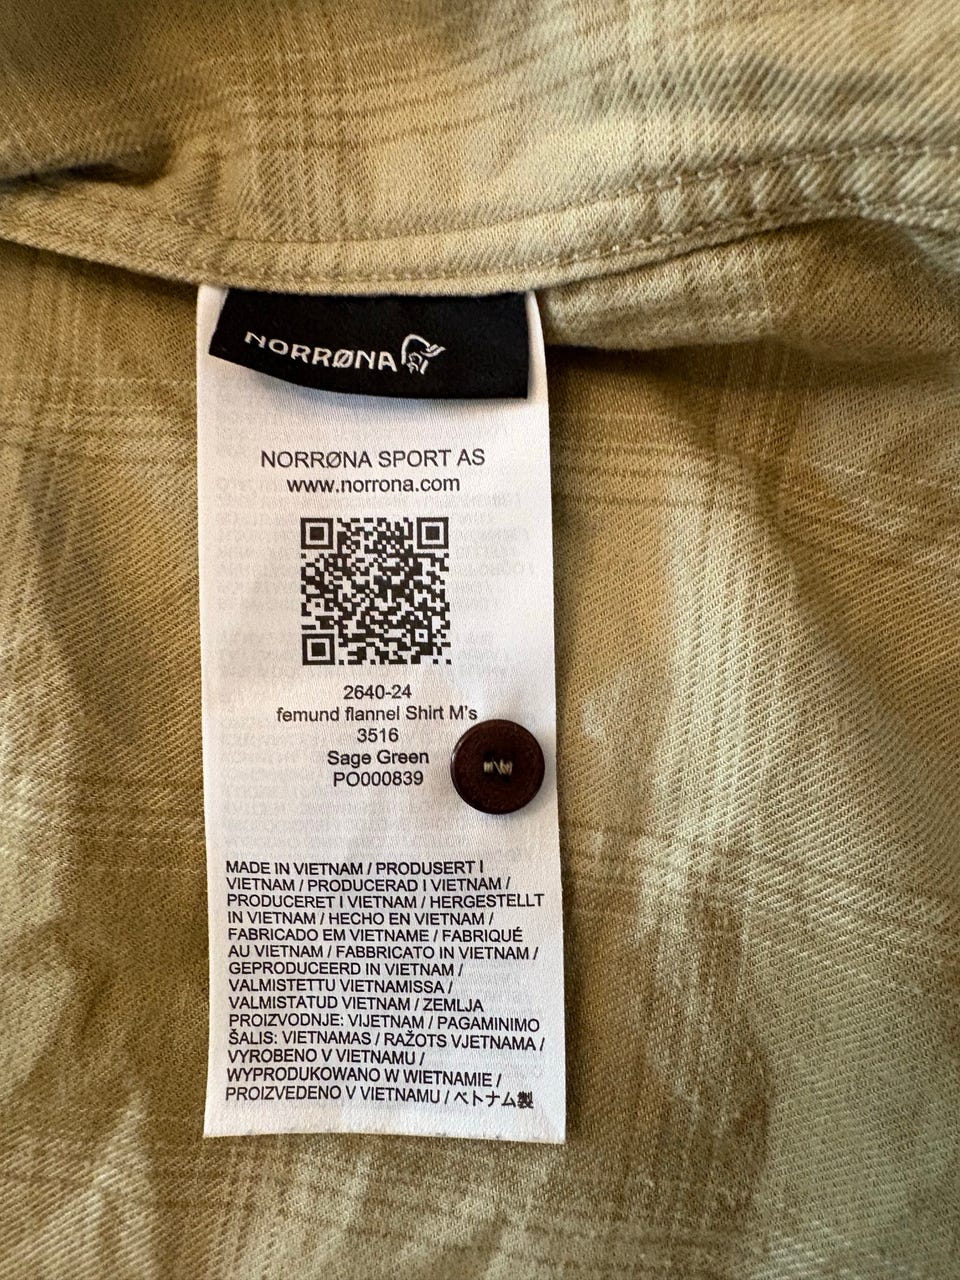 NORRØNA
NORRØNA SPORT AS
www.norrona.com
2640-24
femund flannel Shirt M's
3516
Sage Green
PO000839
MADE IN VIETNAM / PRODUSERT I
VIETNAM / PRODUCERAD I VIETNAM /
PRODUCERET I VIETNAM / HERGESTELLT
IN VIETNAM / HECHO EN VIETNAM /
FABRICADO EM VIETNAME / FABRIQUÉ
AU VIETNAM / FABBRICATO IN VIETNAM /
GEPRODUCEERD IN VIETNAM /
VALMISTETTU VIETNAMISSA /
VALMISTATUD VIETNAM / ZEMLJA
PROIZVODNJE: VIJETNAM / PAGAMINIMO
ŠALIS: VIETNAMAS / RAŽOTS VJETNAMA /
VYROBENO V VIETNAMU /
WYPRODUKOWANO W WIETNAMIE /
PROIZVEDENO V VIETNAMU / ベトナム製